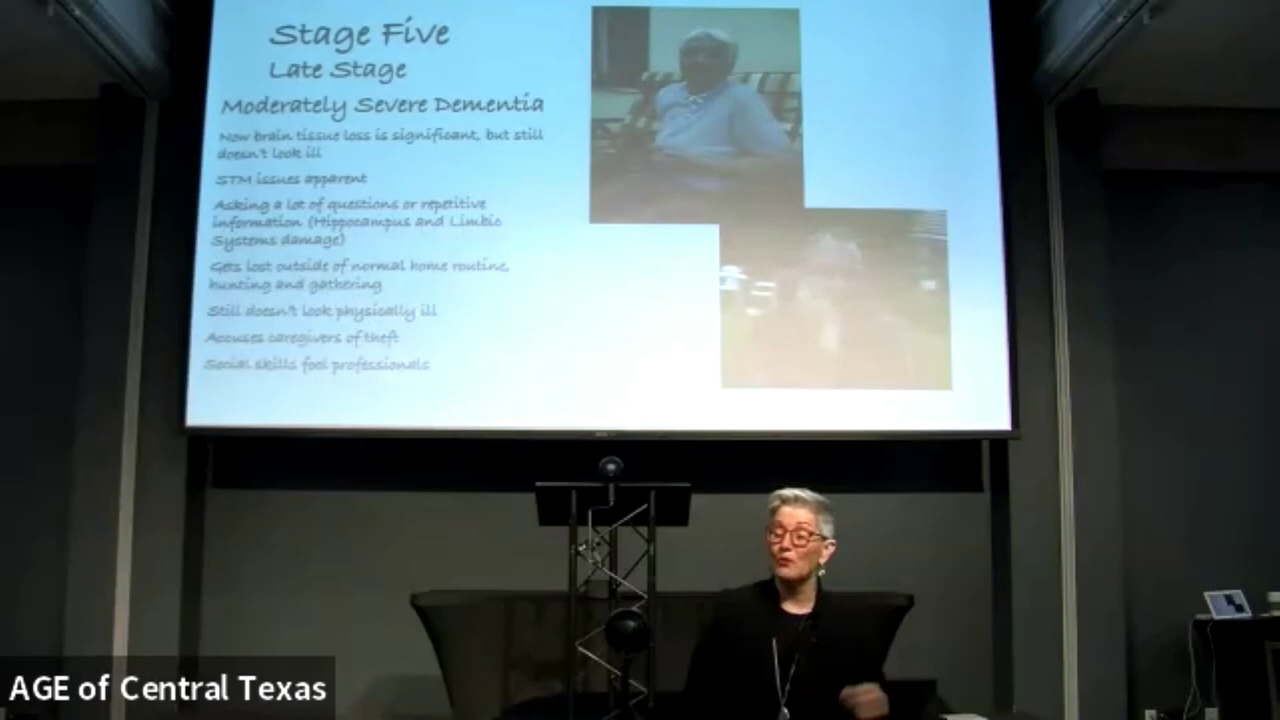 Stage Five
Late Stage
Moderately Severe Dementia
Now brain tissue loss is significant, but still
doesn't look ill
STM issues apparent
Asking a lot of questions or repetitive
information (Hippocampus and Limbic
Systems damage)
Gets lost outside of normal home routine,
hunting and gathering
Still doesn't look physically ill
Accuses caregivers of theft
Social skills fool professionals
AGE of Central Texas